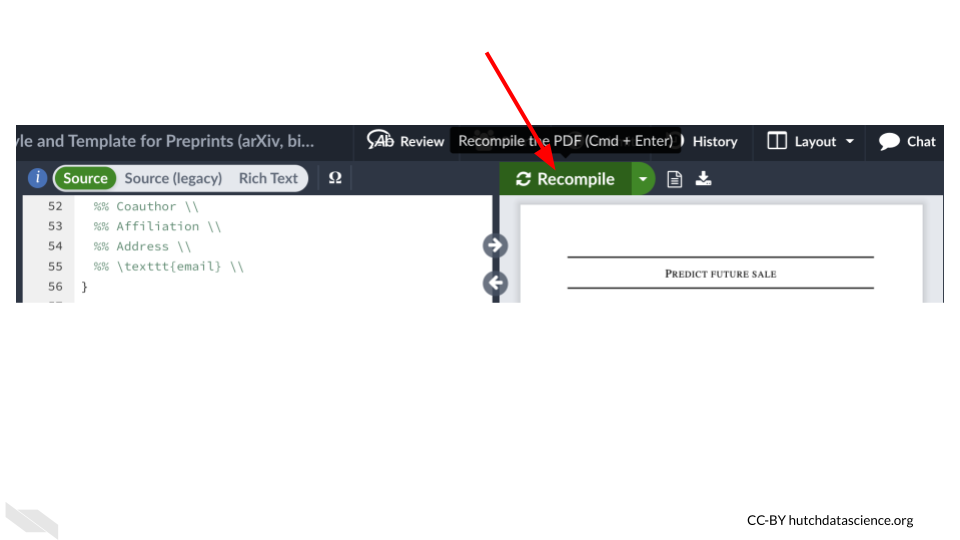 yle and Template for Preprints (arXiv, bi...
Review
Recompile the PDF (Cmd + Enter)
History
Layout
Chat
i
Source
Source (legacy)
Rich Text
Ω
Recompile
52 %% Coauthor \\
53 %% Affiliation \\
54 %% Address \\
55 %% \texttt{email} \\
56 }
PREDICT FUTURE SALE
CC-BY hutchdatascience.org